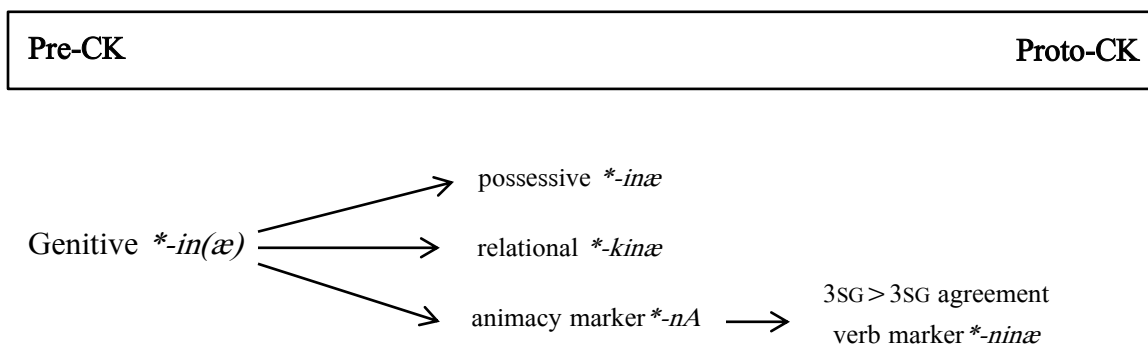 Pre-CK Proto-CK
possessive *-inæ
Genitive *-in(æ) relational *-kinæ
3SG > 3SG agreement
animacy marker *-nA
verb marker *-ninæ